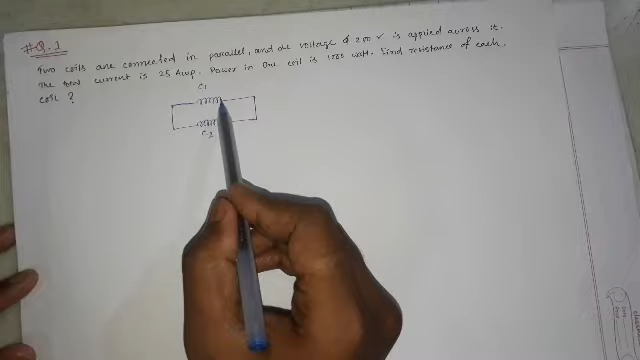 #Q.1
Two coils are connected in parallel, and dc voltage of 200 V is applied across it.
The total current is 25 Amp. Power in One coil is 1500 watt. Find resistance of each
coil ?
C1
C2